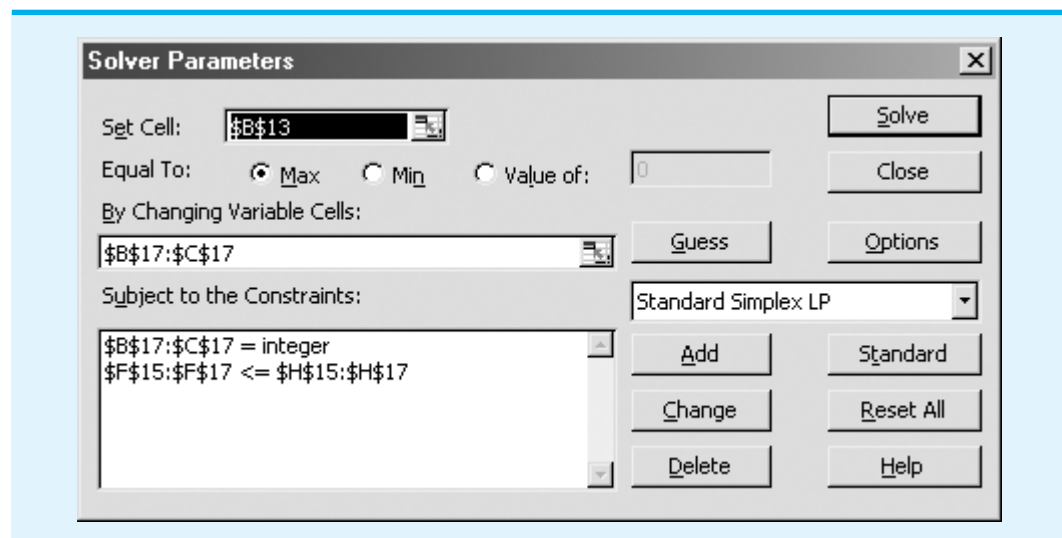 Solver Parameters
Set Cell: $B$13 Solve
Equal To: Max Min Value of: 0 Close
By Changing Variable Cells:
$B$17:$C$17 Guess Options
Subject to the Constraints: Standard Simplex LP
$B$17:$C$17 = integer Add Standard
$F$15:$F$17 <= $H$15:$H$17
Change Reset All
Delete Help